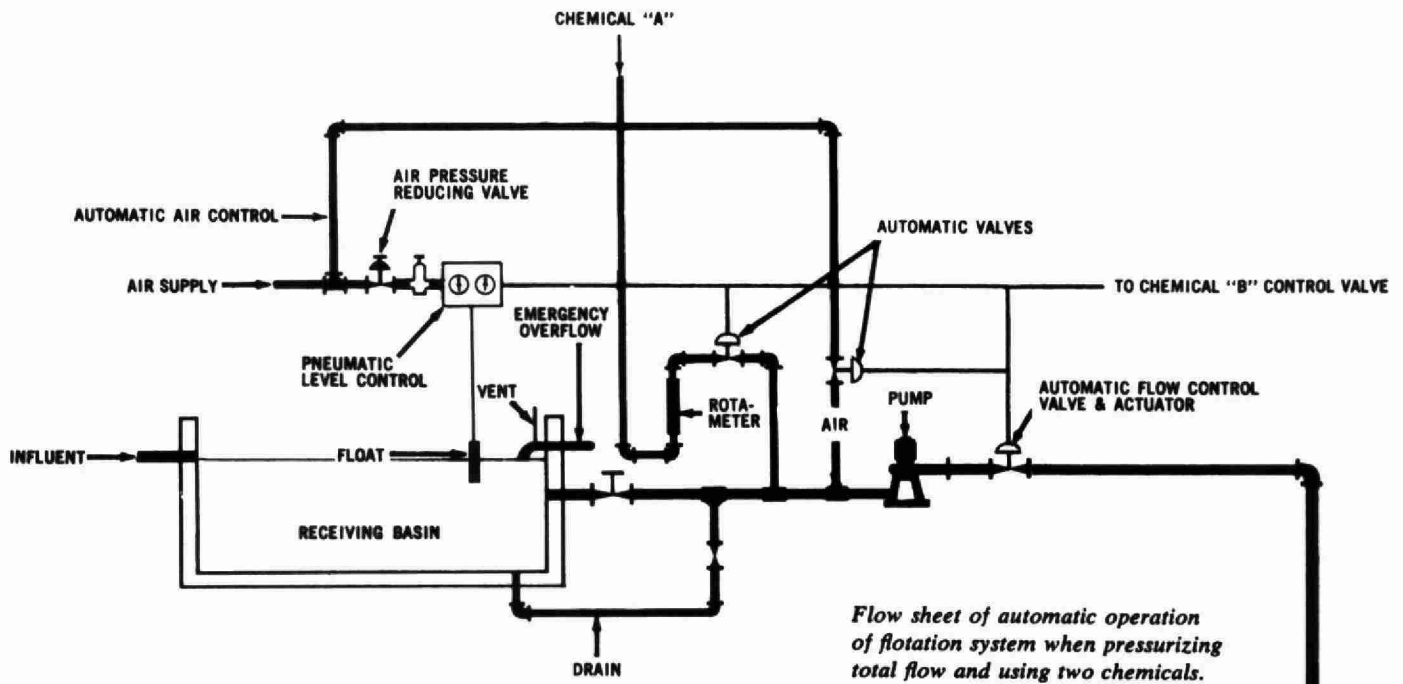 CHEMICAL "A"
AIR PRESSURE
REDUCING VALVE
AUTOMATIC AIR CONTROL
AUTOMATIC VALVES
AIR SUPPLY
TO CHEMICAL "B" CONTROL VALVE
EMERGENCY
OVERFLOW
PNEUMATIC
LEVEL CONTROL
VENT
ROTA-
METER
AIR
PUMP
AUTOMATIC FLOW CONTROL
VALVE & ACTUATOR
INFLUENT
FLOAT
RECEIVING BASIN
DRAIN
Flow sheet of automatic operation
of flotation system when pressurizing
total flow and using two chemicals.